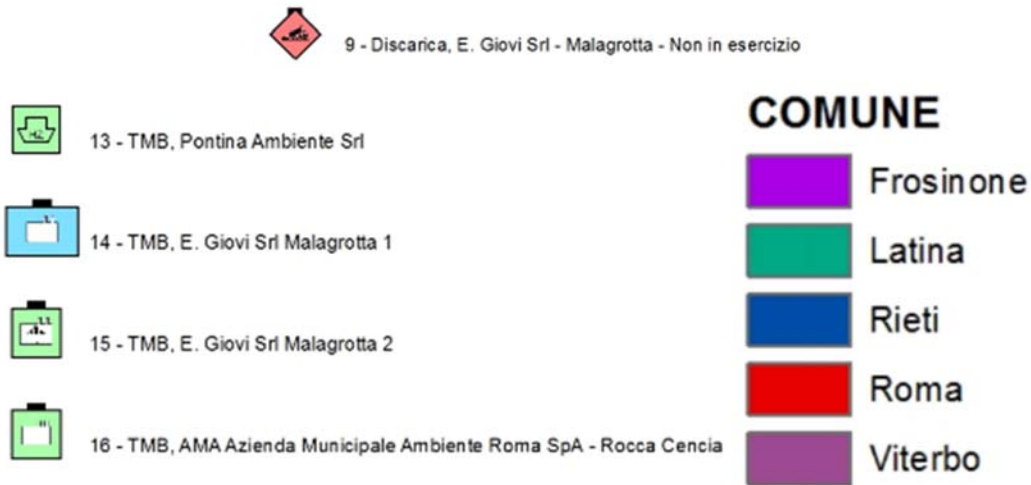 9 - Discarica, E. Giovi Srl - Malagrotta - Non in esercizio
13 - TMB, Pontina Ambiente Srl
14 - TMB, E. Giovi Srl Malagrotta 1
15 - TMB, E. Giovi Srl Malagrotta 2
16 - TMB, AMA Azienda Municipale Ambiente Roma SpA - Rocca Cencia
COMUNE
Frosinone
Latina
Rieti
Roma
Viterbo